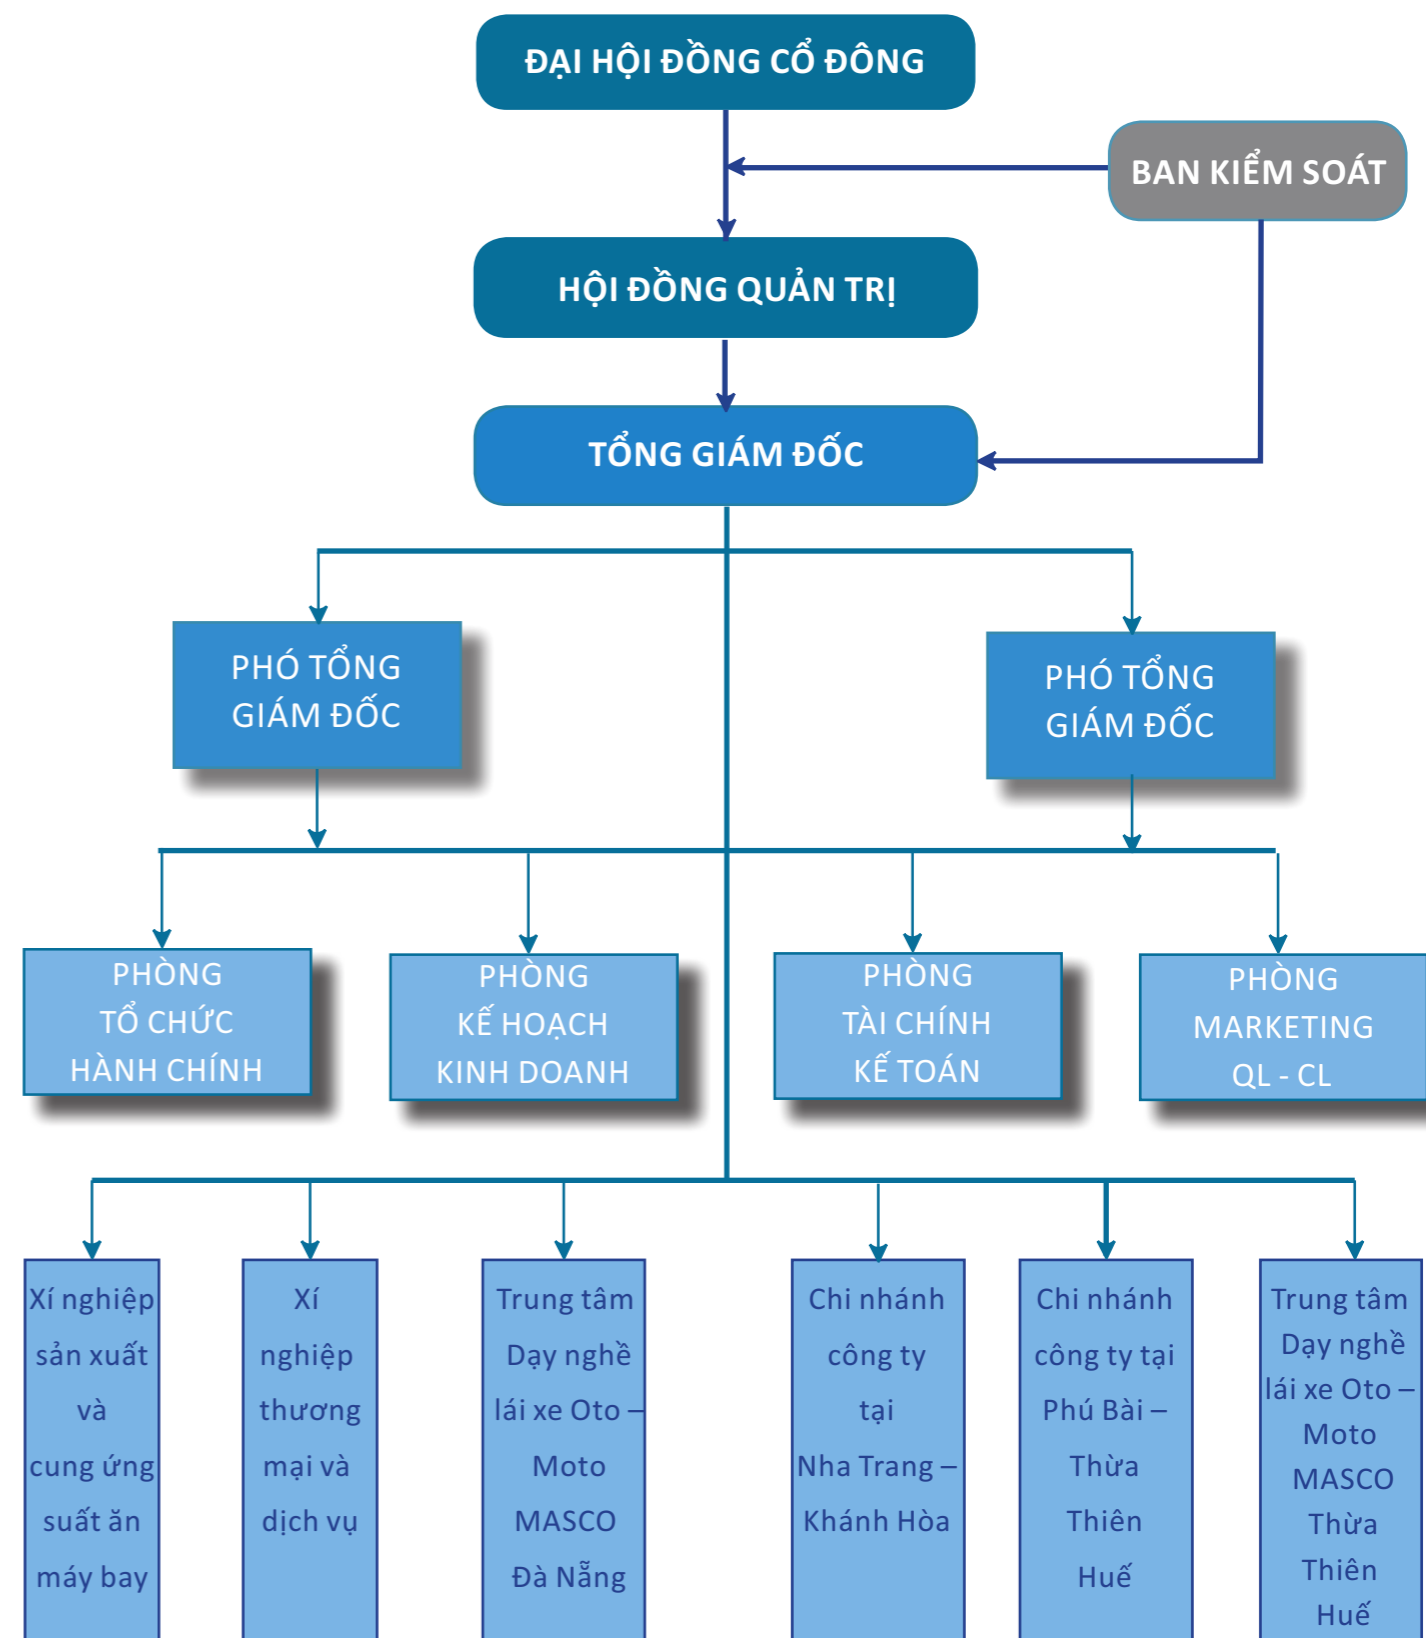 ĐẠI HỘI ĐỒNG CỔ ĐÔNG
BAN KIỂM SOÁT
HỘI ĐỒNG QUẢN TRỊ
TỔNG GIÁM ĐỐC
PHÓ TỔNG
GIÁM ĐỐC
PHÓ TỔNG
GIÁM ĐỐC
PHÒNG
TỔ CHỨC
HÀNH CHÍNH
PHÒNG
KẾ HOẠCH
KINH DOANH
PHÒNG
TÀI CHÍNH
KẾ TOÁN
PHÒNG
MARKETING
QL - CL
Xí nghiệp
sản xuất
và
cung ứng
suất ăn
máy bay
Xí
nghiệp
thương
mại và
dịch vụ
Trung tâm
Dạy nghề
lái xe Oto –
Moto
MASCO
Đà Nẵng
Chi nhánh
công ty
tại
Nha Trang –
Khánh Hòa
Chi nhánh
công ty tại
Phú Bài –
Thừa
Thiên
Huế
Trung tâm
Dạy nghề
lái xe Oto –
Moto
MASCO
Thừa
Thiên
Huế